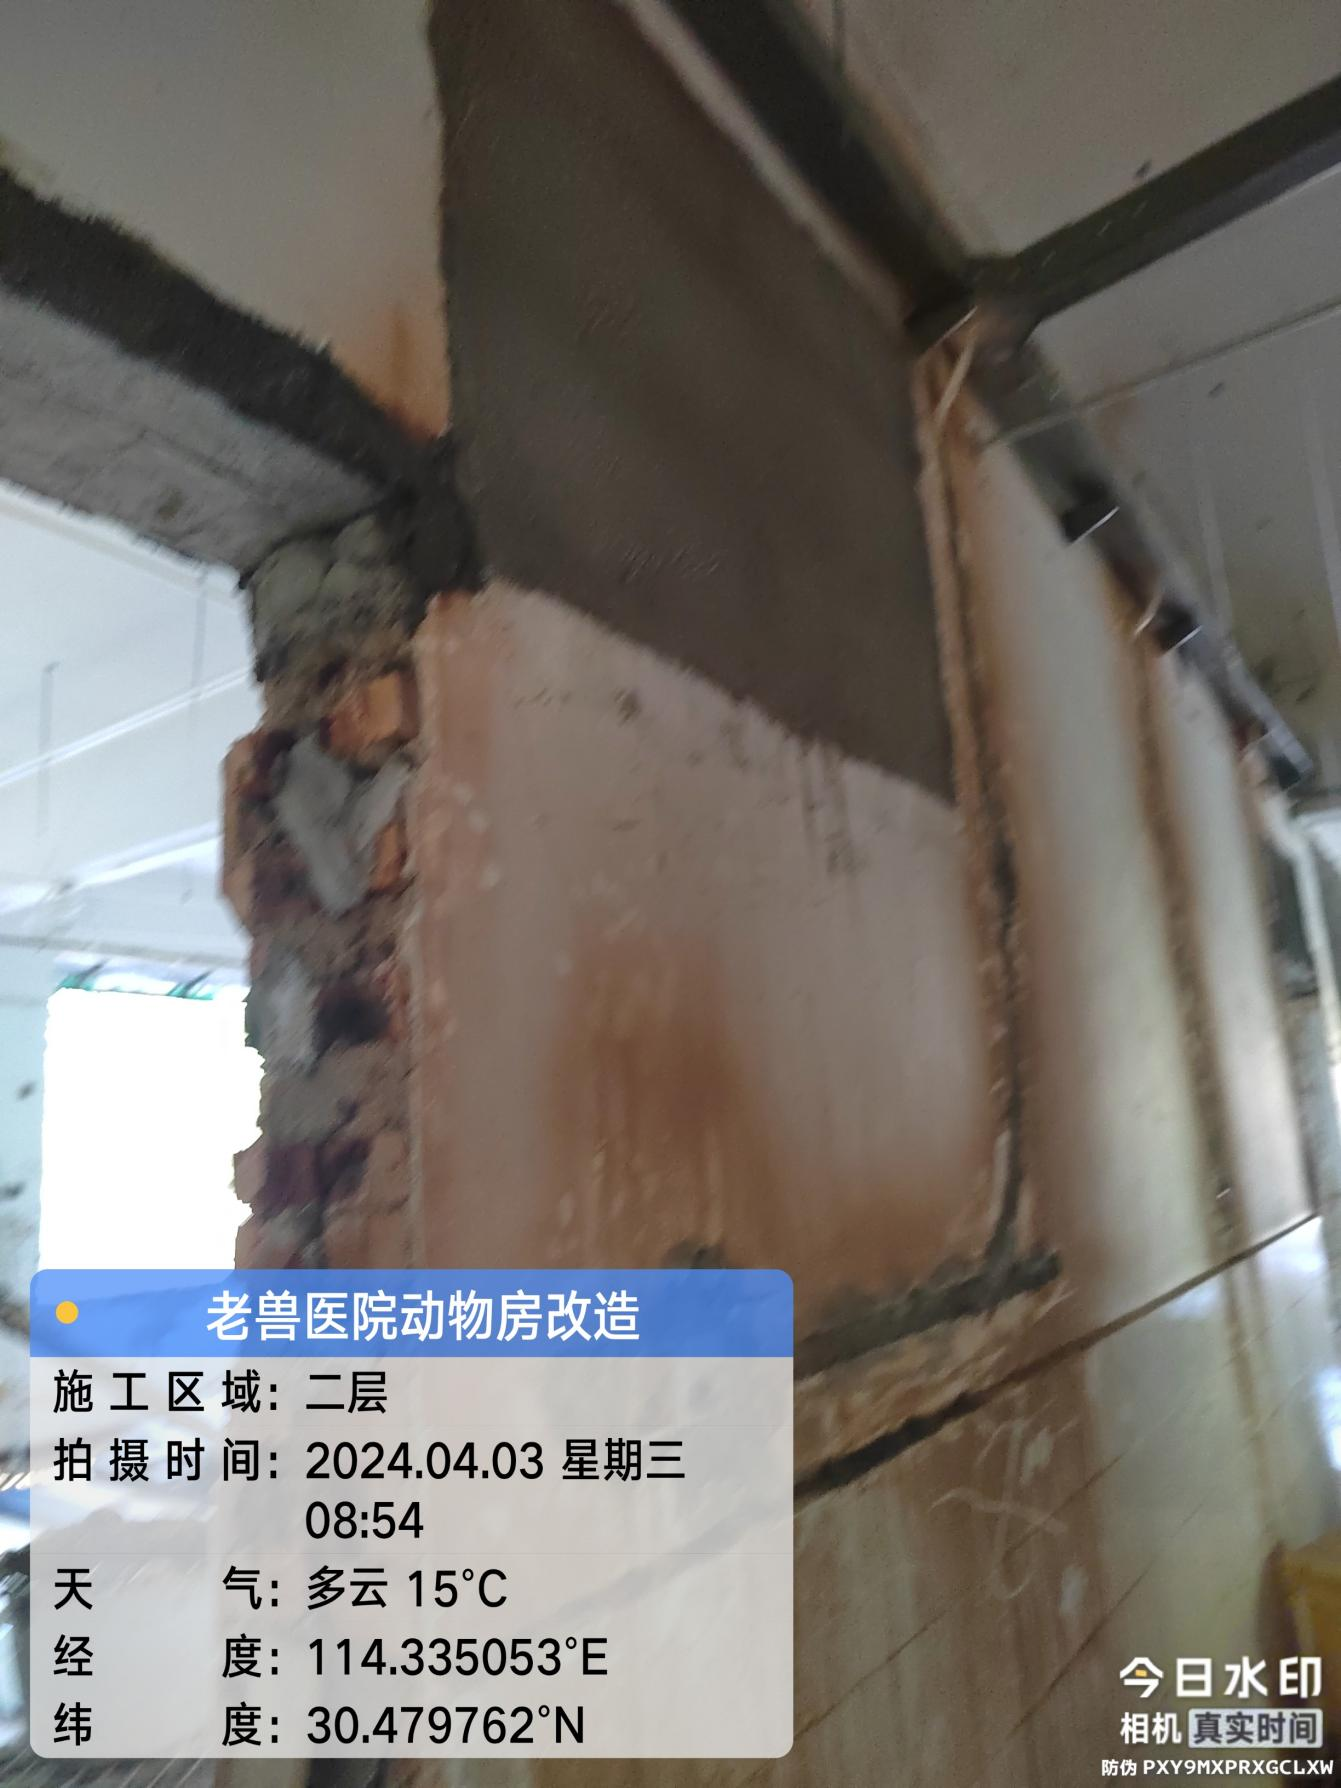 老兽医院动物房改造
施工区域：二层
拍摄时间：2024.04.03 星期三
08:54
天气：多云 15°C
经度：114.335053°E
纬度：30.479762°N
今日水印
相机 真实时间
防伪 PXY9MXPRXGCLXW